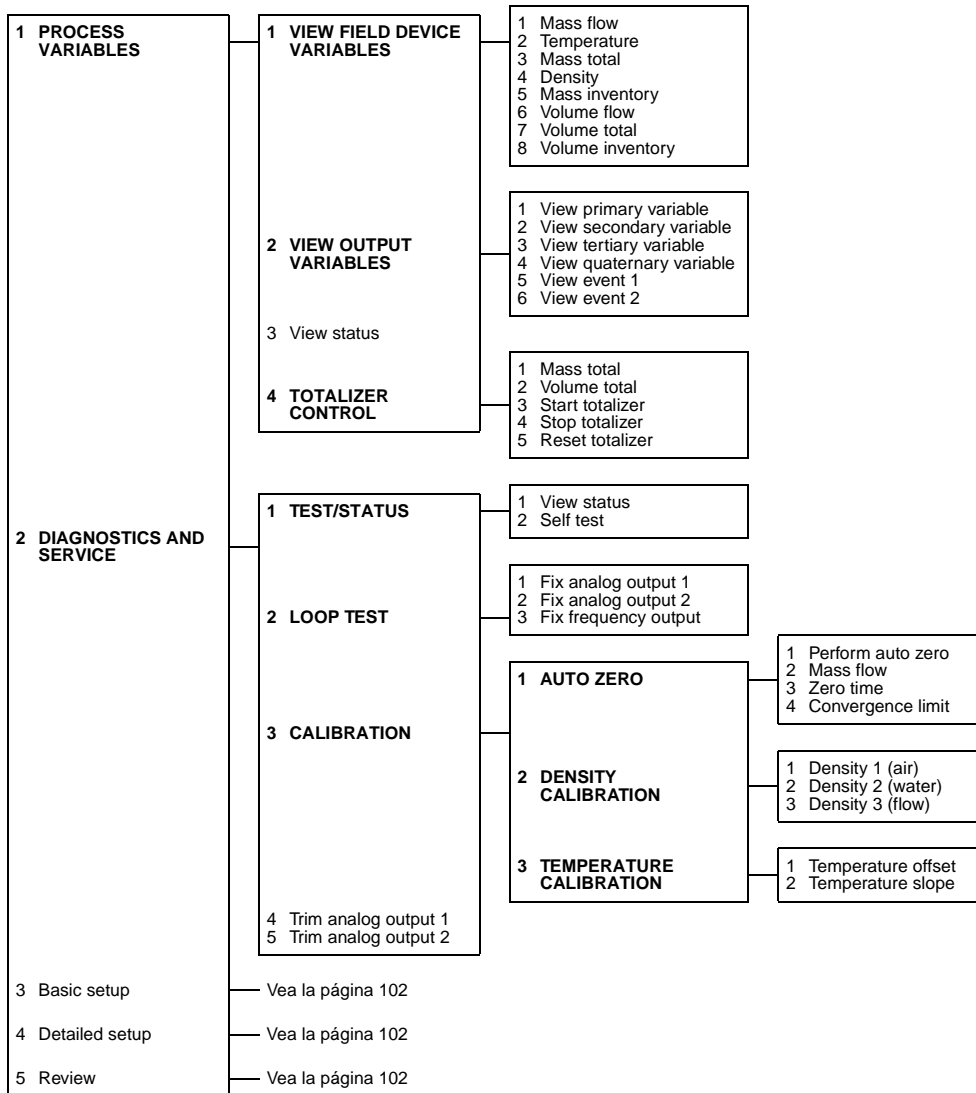 1 PROCESS
VARIABLES
1 VIEW FIELD DEVICE
VARIABLES
1 Mass flow
2 Temperature
3 Mass total
4 Density
5 Mass inventory
6 Volume flow
7 Volume total
8 Volume inventory
2 VIEW OUTPUT
VARIABLES
1 View primary variable
2 View secondary variable
3 View tertiary variable
4 View quaternary variable
5 View event 1
6 View event 2
3 View status
4 TOTALIZER
CONTROL
1 Mass total
2 Volume total
3 Start totalizer
4 Stop totalizer
5 Reset totalizer
2 DIAGNOSTICS AND
SERVICE
1 TEST/STATUS
1 View status
2 Self test
2 LOOP TEST
1 Fix analog output 1
2 Fix analog output 2
3 Fix frequency output
3 CALIBRATION
1 AUTO ZERO
1 Perform auto zero
2 Mass flow
3 Zero time
4 Convergence limit
2 DENSITY
CALIBRATION
1 Density 1 (air)
2 Density 2 (water)
3 Density 3 (flow)
3 TEMPERATURE
CALIBRATION
1 Temperature offset
2 Temperature slope
4 Trim analog output 1
5 Trim analog output 2
3 Basic setup
Vea la página 102
4 Detailed setup
Vea la página 102
5 Review
Vea la página 102